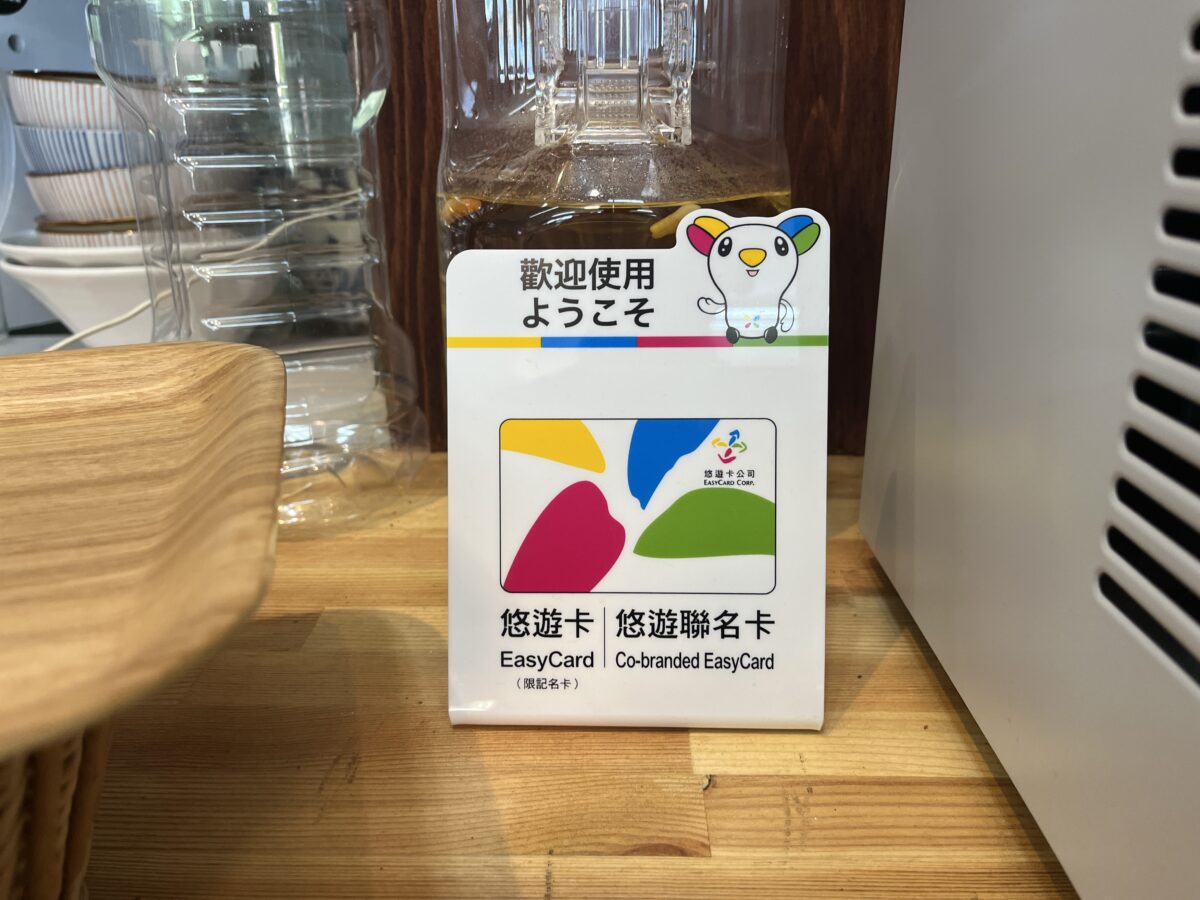 歡迎使用
ようこそ
悠遊卡公司
EASYCARD CORP.
悠遊卡
EasyCard
（限記名卡）
悠遊聯名卡
Co-branded EasyCard